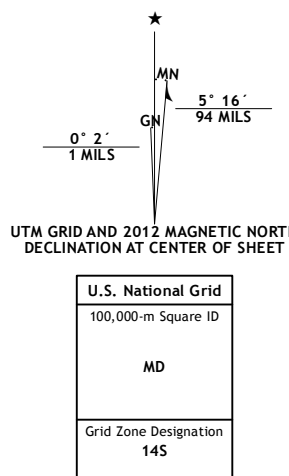 ★
MN
GN
5° 16´
94 MILS
0° 2´
1 MILS
UTM GRID AND 2012 MAGNETIC NORTH
DECLINATION AT CENTER OF SHEET
U.S. National Grid
100,000-m Square ID
MD
Grid Zone Designation
14S